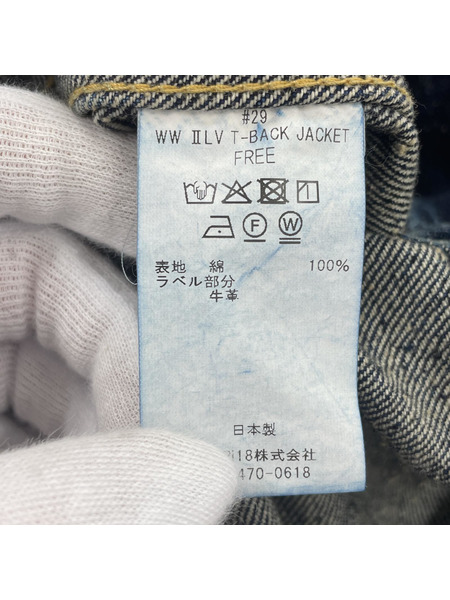 #29
WW ⅡLV T-BACK JACKET
FREE
F W
表地 綿 100%
ラベル部分
牛革
日本製
i18株式会社
470-0618